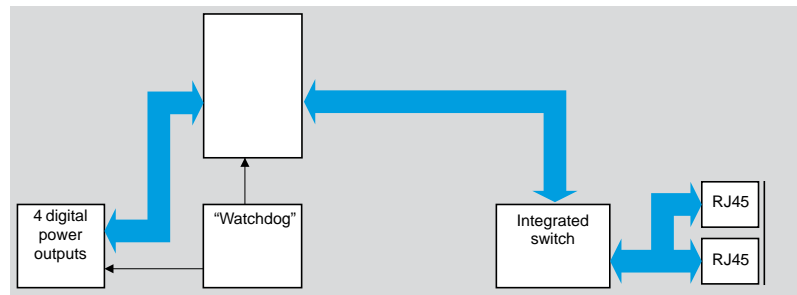 4 digital
power
outputs
“Watchdog”
Integrated
switch
RJ45
RJ45